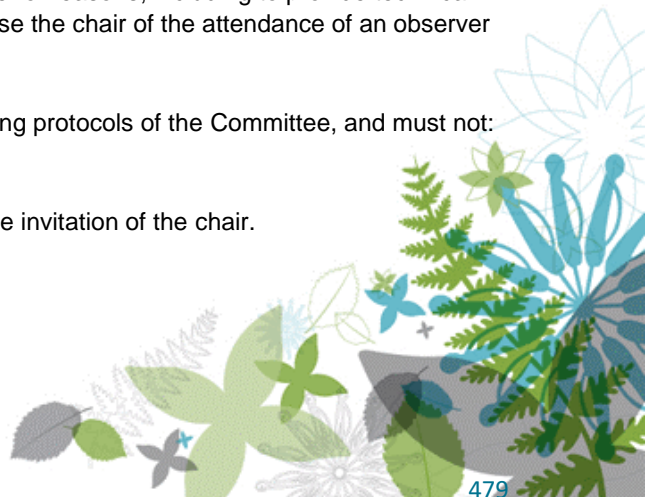 se the chair of the attendance of an observer
ng protocols of the Committee, and must not:
e invitation of the chair.
479